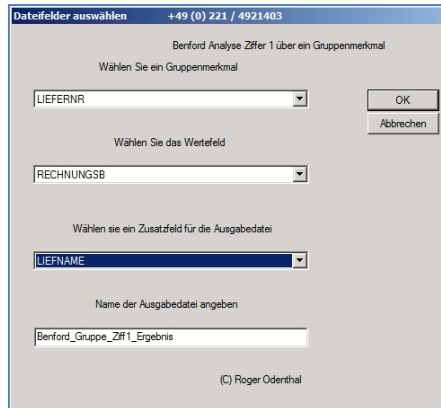 Dateifelder auswählen +49 (0) 221 / 4921403
Benford Analyse Ziffer 1 über ein Gruppenmerkmal
Wählen Sie ein Gruppenmerkmal
LIEFERNR
OK
Abbrechen
Wählen Sie das Wertefeld
RECHNUNGSB
Wählen sie ein Zusatzfeld für die Ausgabedatei
LIEFNAME
Name der Ausgabedatei angeben
Benford_Gruppe_Ziff1_Ergebnis
(C) Roger Odenthal